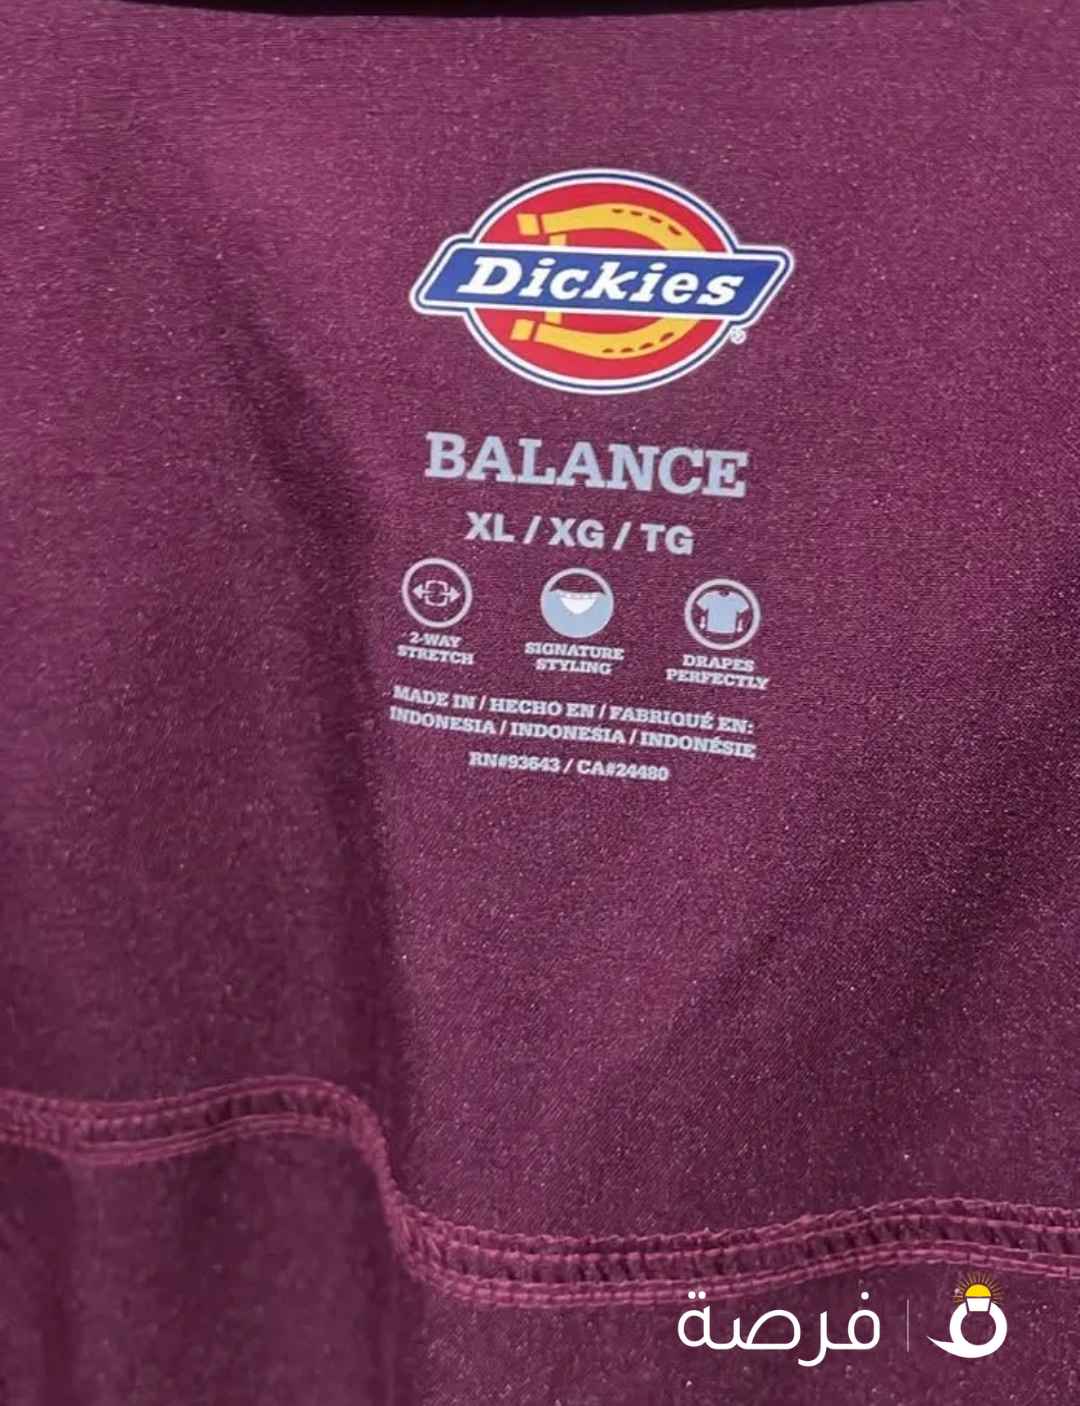 Dickies®
BALANCE
XL / XG / TG
2-WAY
STRETCH
SIGNATURE
STYLING
DRAPES
PERFECTLY
MADE IN / HECHO EN / FABRIQUÉ EN:
INDONESIA / INDONESIA / INDONÉSIE
RN#93643 / CA#24480
فرصة